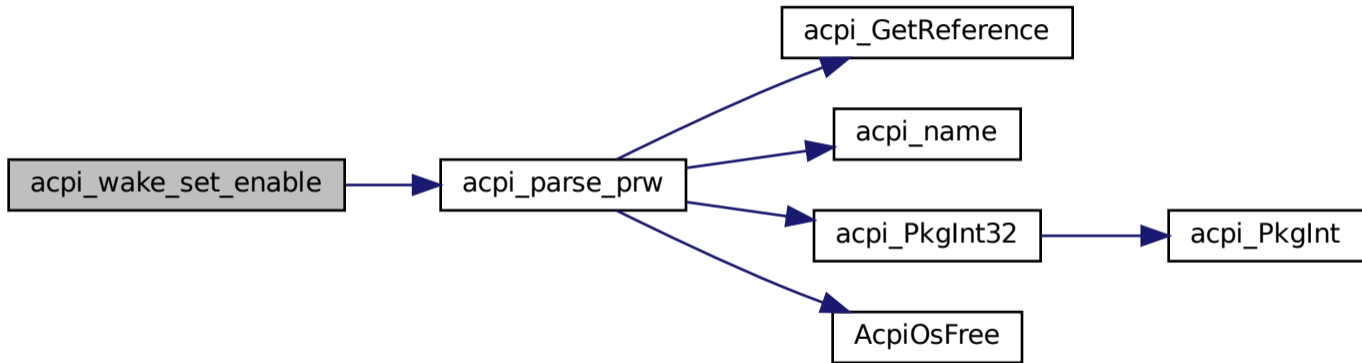 acpi_GetReference
acpi_name
acpi_wake_set_enable
acpi_parse_prw
acpi_PkgInt32
acpi_PkgInt
AcpiOsFree